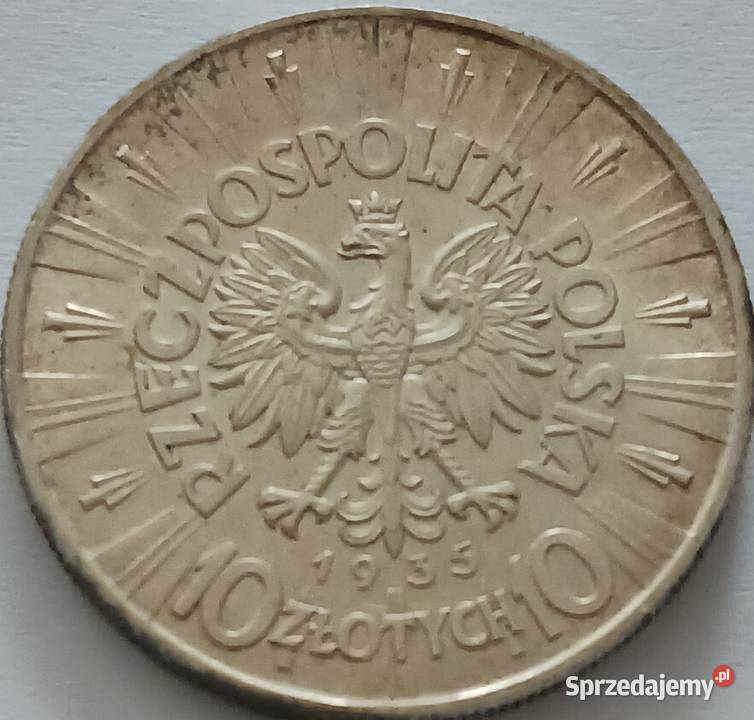 RZECZPOSPOLITA POLSKA
1935
10 ZŁOTYCH 10
Sprzedajemy.pl